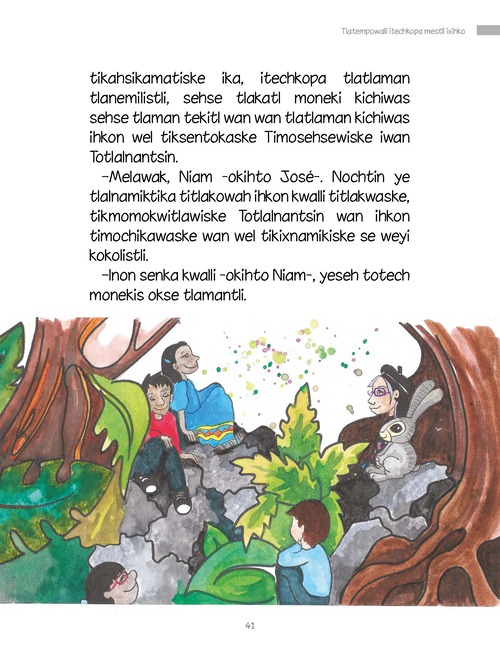 Tlatempowalli itechkopa mestli ixihko
tikahsikamatiske ika, itechkopa tlatlaman
tlanemilistli, sehse tlakatl moneki kichiwas
sehse tlaman tekitl wan wan tlatlaman kichiwas
ihkon wel tiksentokaske Timosehsewiske iwan
Totlalnantsin.
–Melawak, Niam -okihto José-. Nochtin ye
tlalnamiktika titlakowah ihkon kwalli titlakwaske,
tikmomokwitlawiske Totlalnantsin wan ihkon
timochikawaske wan wel tikixnamikiske se weyi
kokolistli.
–Inon senka kwalli -okihto Niam-, yeseh totech
monekis okse tlamantli.
41